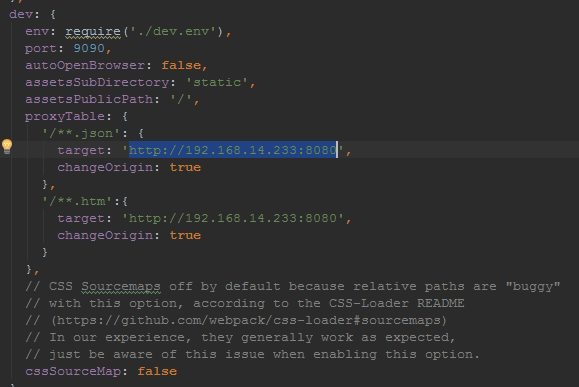 },
dev: {
env: require('./dev.env'),
port: 9090,
autoOpenBrowser: false,
assetsSubDirectory: 'static',
assetsPublicPath: '/',
proxyTable: {
'/**.json': {
target: 'http://192.168.14.233:8080',
changeOrigin: true
},
'/**.htm':{
target: 'http://192.168.14.233:8080',
changeOrigin: true
}
},
// CSS Sourcemaps off by default because relative paths are "buggy"
// with this option, according to the CSS-Loader README
// (https://github.com/webpack/css-loader#sourcemaps)
// In our experience, they generally work as expected,
// just be aware of this issue when enabling this option.
cssSourceMap: false